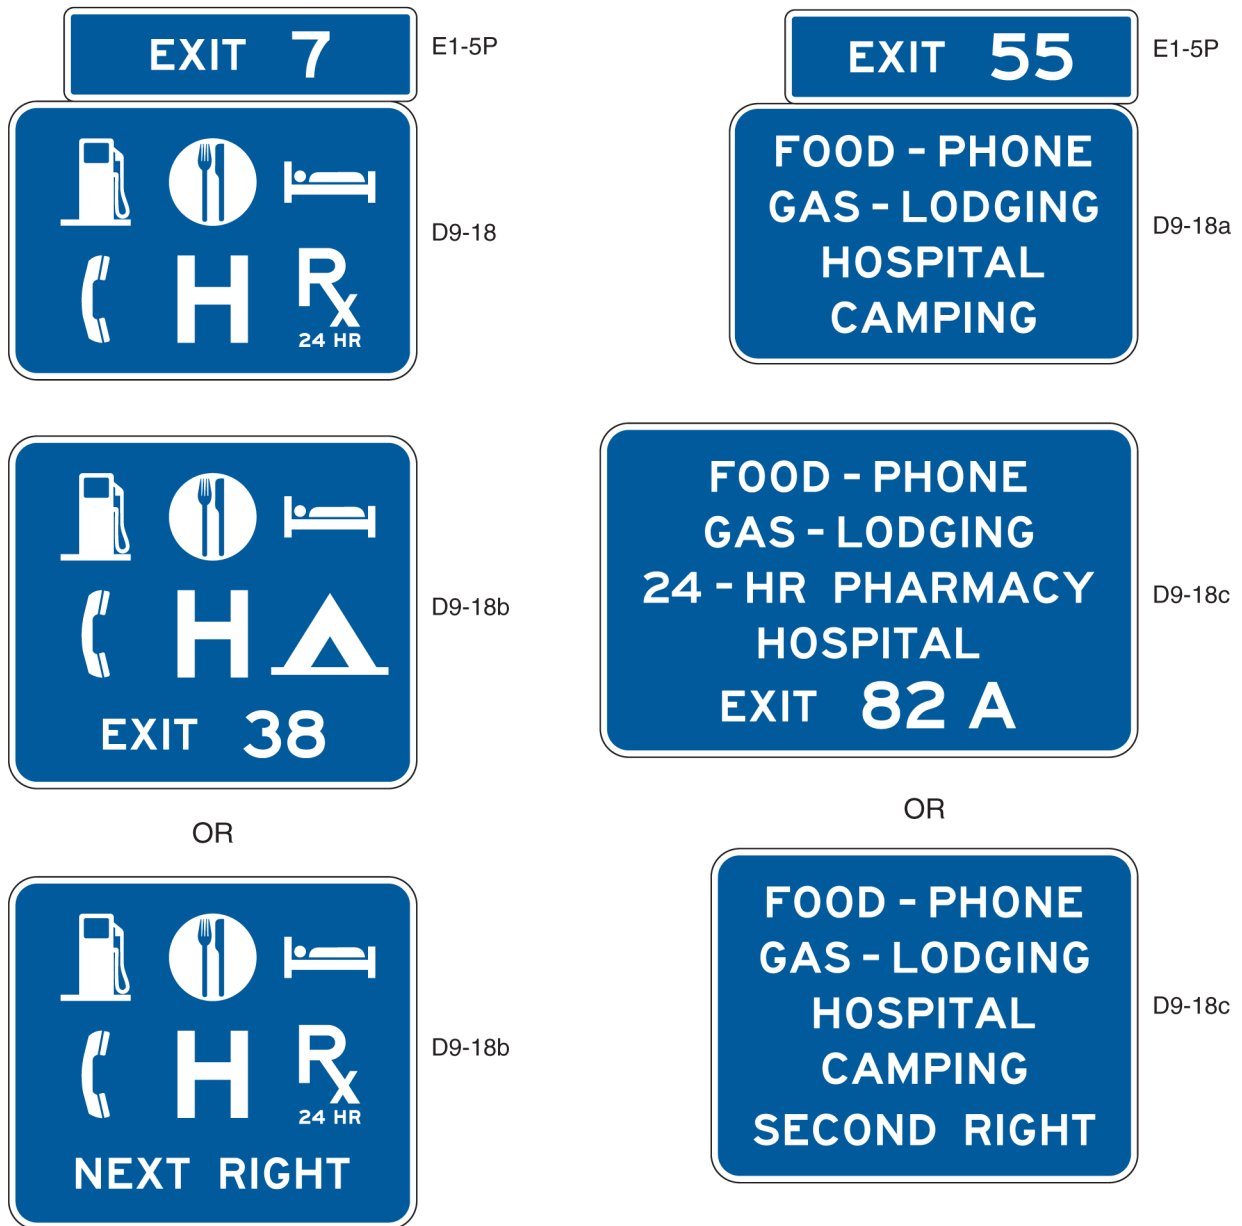 EXIT 7
E1-5P
H Rx
24 HR
D9-18
EXIT 55
E1-5P
FOOD - PHONE
GAS - LODGING
HOSPITAL
CAMPING
D9-18a
H
EXIT 38
D9-18b
OR
H Rx
24 HR
NEXT RIGHT
D9-18b
FOOD - PHONE
GAS - LODGING
24 - HR PHARMACY
HOSPITAL
EXIT 82 A
D9-18c
OR
FOOD - PHONE
GAS - LODGING
HOSPITAL
CAMPING
SECOND RIGHT
D9-18c